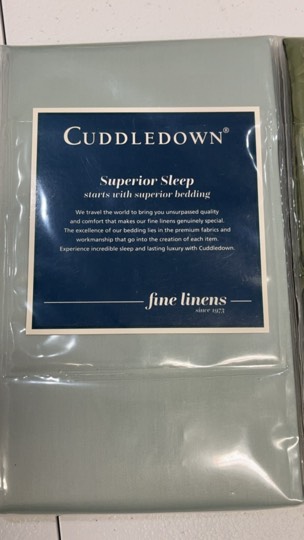 CUDDLEDOWN®
Superior Sleep
starts with superior bedding
We travel the world to bring you unsurpassed quality
and comfort that makes our fine linens genuinely special.
The excellence of our bedding lies in the premium fabrics and
workmanship that go into the creation of each item.
Experience incredible sleep and lasting luxury with Cuddledown.
fine linens
since 1973